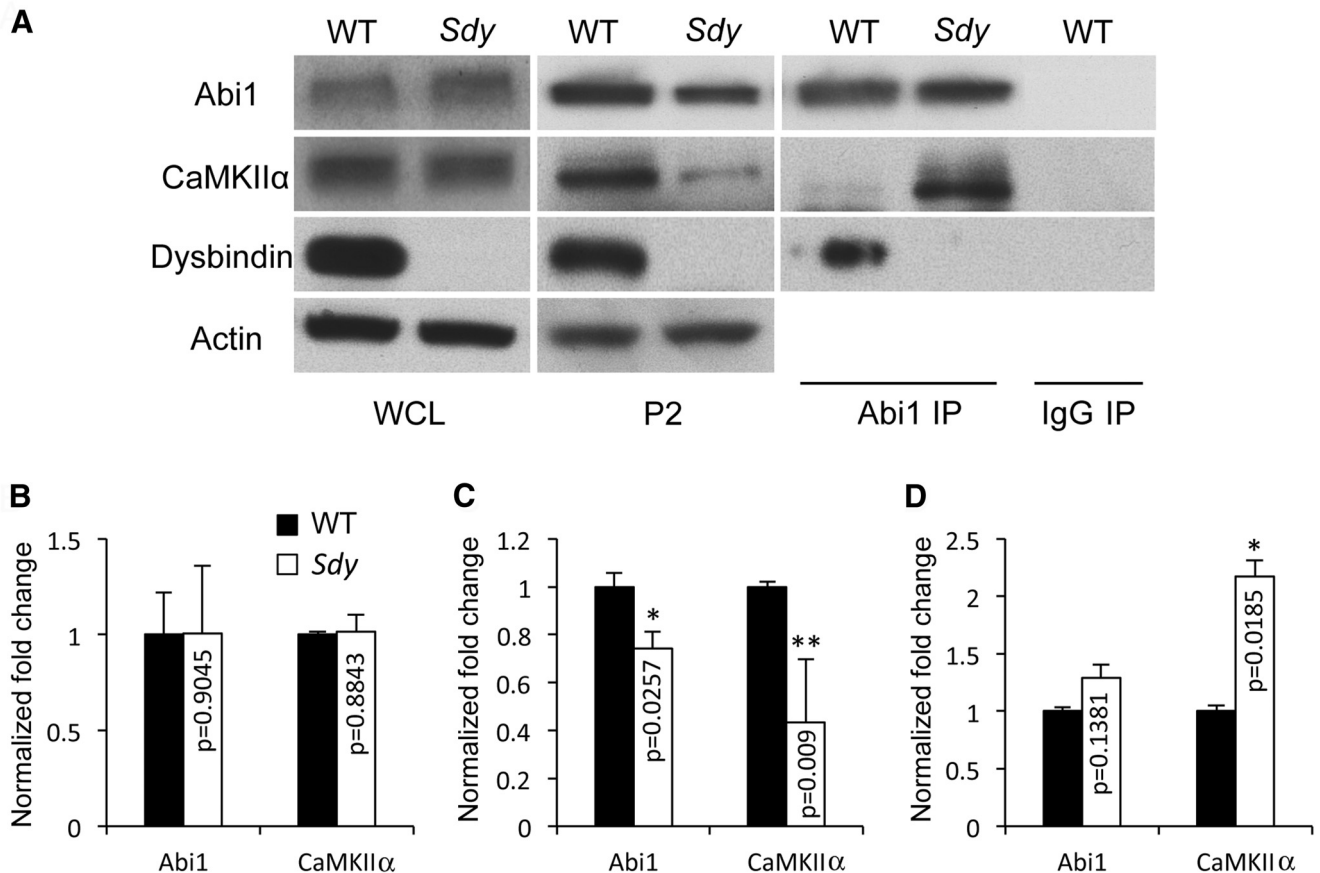 A
WT Sdy WT Sdy WT Sdy WT
Abi1
CaMKIIα
Dysbindin
Actin
WCL P2 Abi1 IP IgG IP
B
WT
Sdy
Normalized fold change
1.5
1
0.5
0
p=0.9045
p=0.8843
Abi1 CaMKIIα
C
Normalized fold change
1.2
1
0.8
0.6
0.4
0.2
0
*
p=0.0257
**
p=0.009
Abi1 CaMKIIα
D
Normalized fold change
2.5
2
1.5
1
0.5
0
p=0.1381
*
p=0.0185
Abi1 CaMKIIα